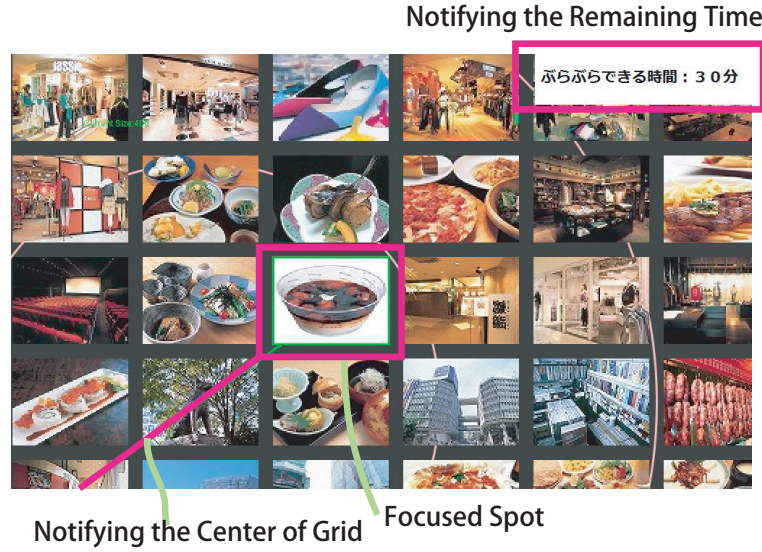 Notifying the Remaining Time
ぶらぶらできる時間：３０分
Notifying the Center of Grid
Focused Spot